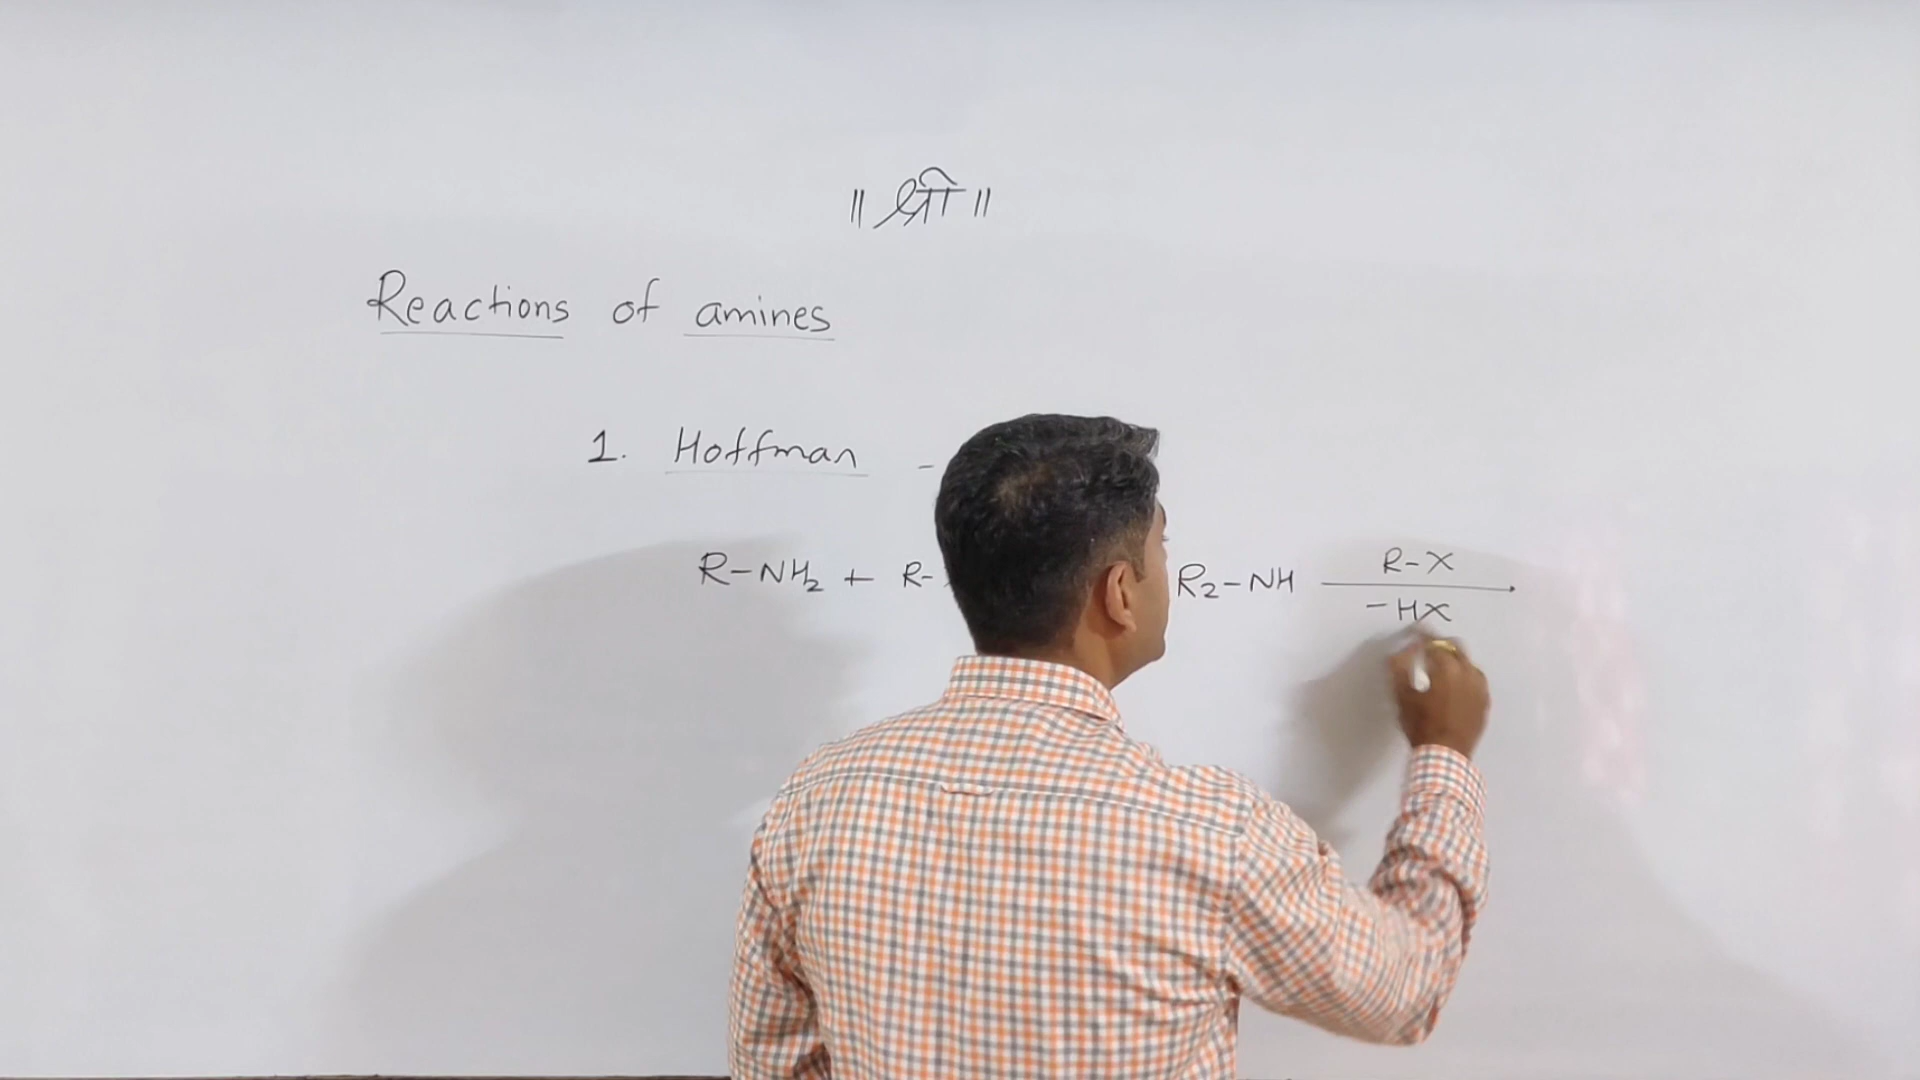 ॥ श्री ॥
Reactions of amines
1. Hoffman -
R-NH₂ + R- R₂-NH R-X
-HX